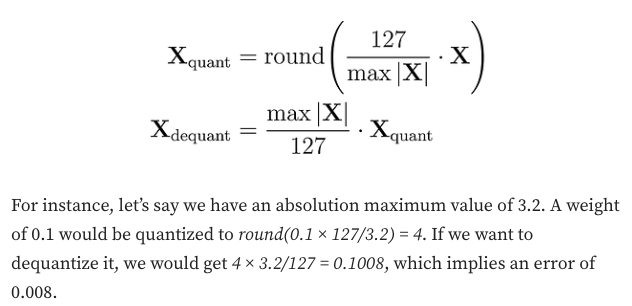 X_quant = round(127 / max |X| · X)
X_dequant = max |X| / 127 · X_quant
For instance, let’s say we have an absolution maximum value of 3.2. A weight
of 0.1 would be quantized to round(0.1 × 127/3.2) = 4. If we want to
dequantize it, we would get 4 × 3.2/127 = 0.1008, which implies an error of
0.008.